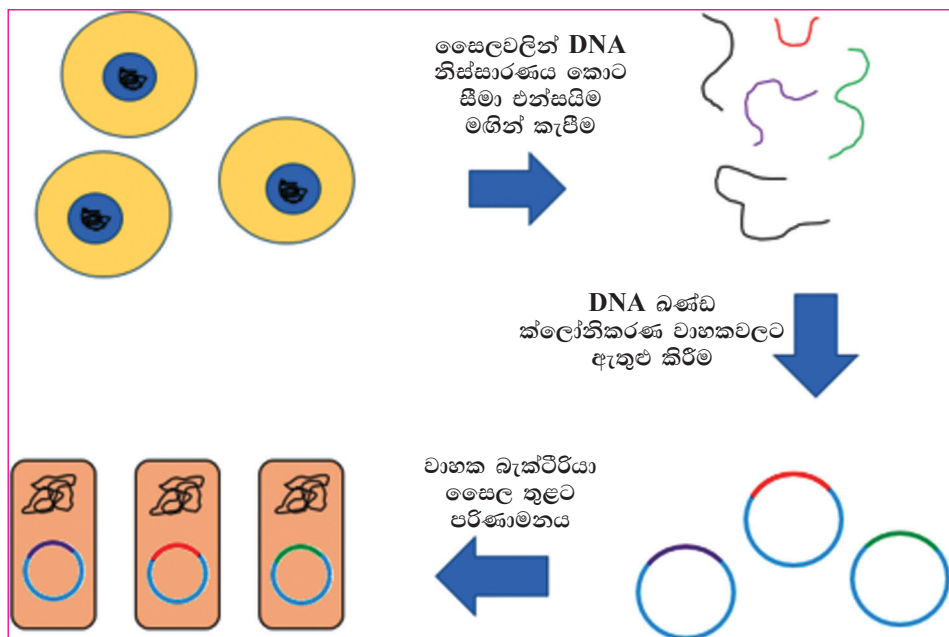 සෛලවලින් DNA
නිස්සාරණය කොට
සීමා එන්සයිම
මඟින් කැපීම
DNA ඛණ්ඩ
ක්ලෝනිකරණ වාහකවලට
ඇතුළු කිරීම
වාහක බැක්ටීරියා
සෛල තුළට
පරිණාමනය